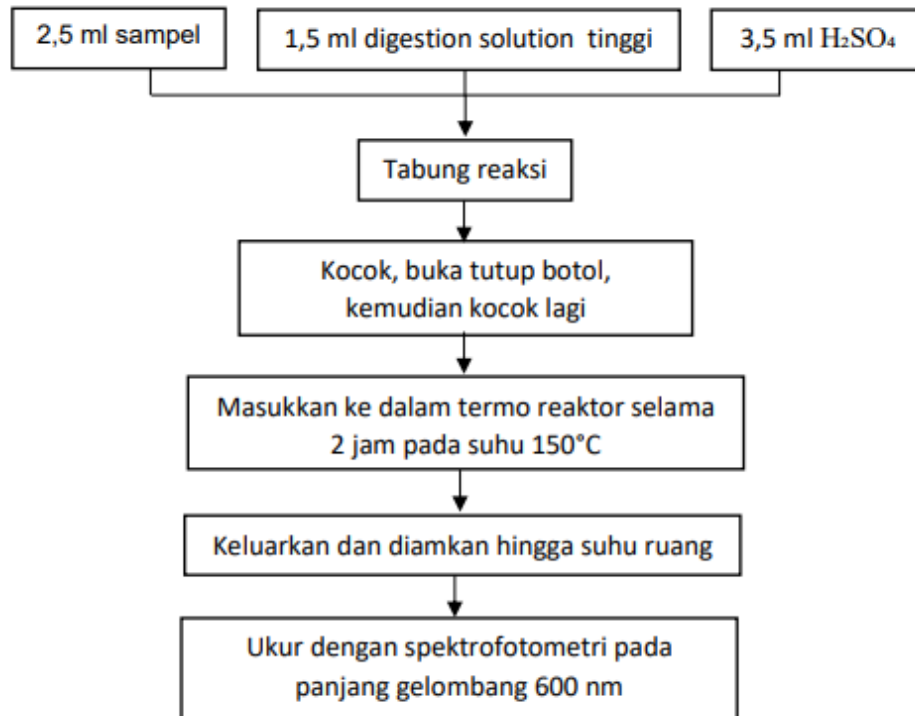 2,5 ml sampel
1,5 ml digestion solution tinggi
3,5 ml H₂SO₄
Tabung reaksi
Kocok, buka tutup botol,
kemudian kocok lagi
Masukkan ke dalam termo reaktor selama
2 jam pada suhu 150°C
Keluarkan dan diamkan hingga suhu ruang
Ukur dengan spektrofotometri pada
panjang gelombang 600 nm